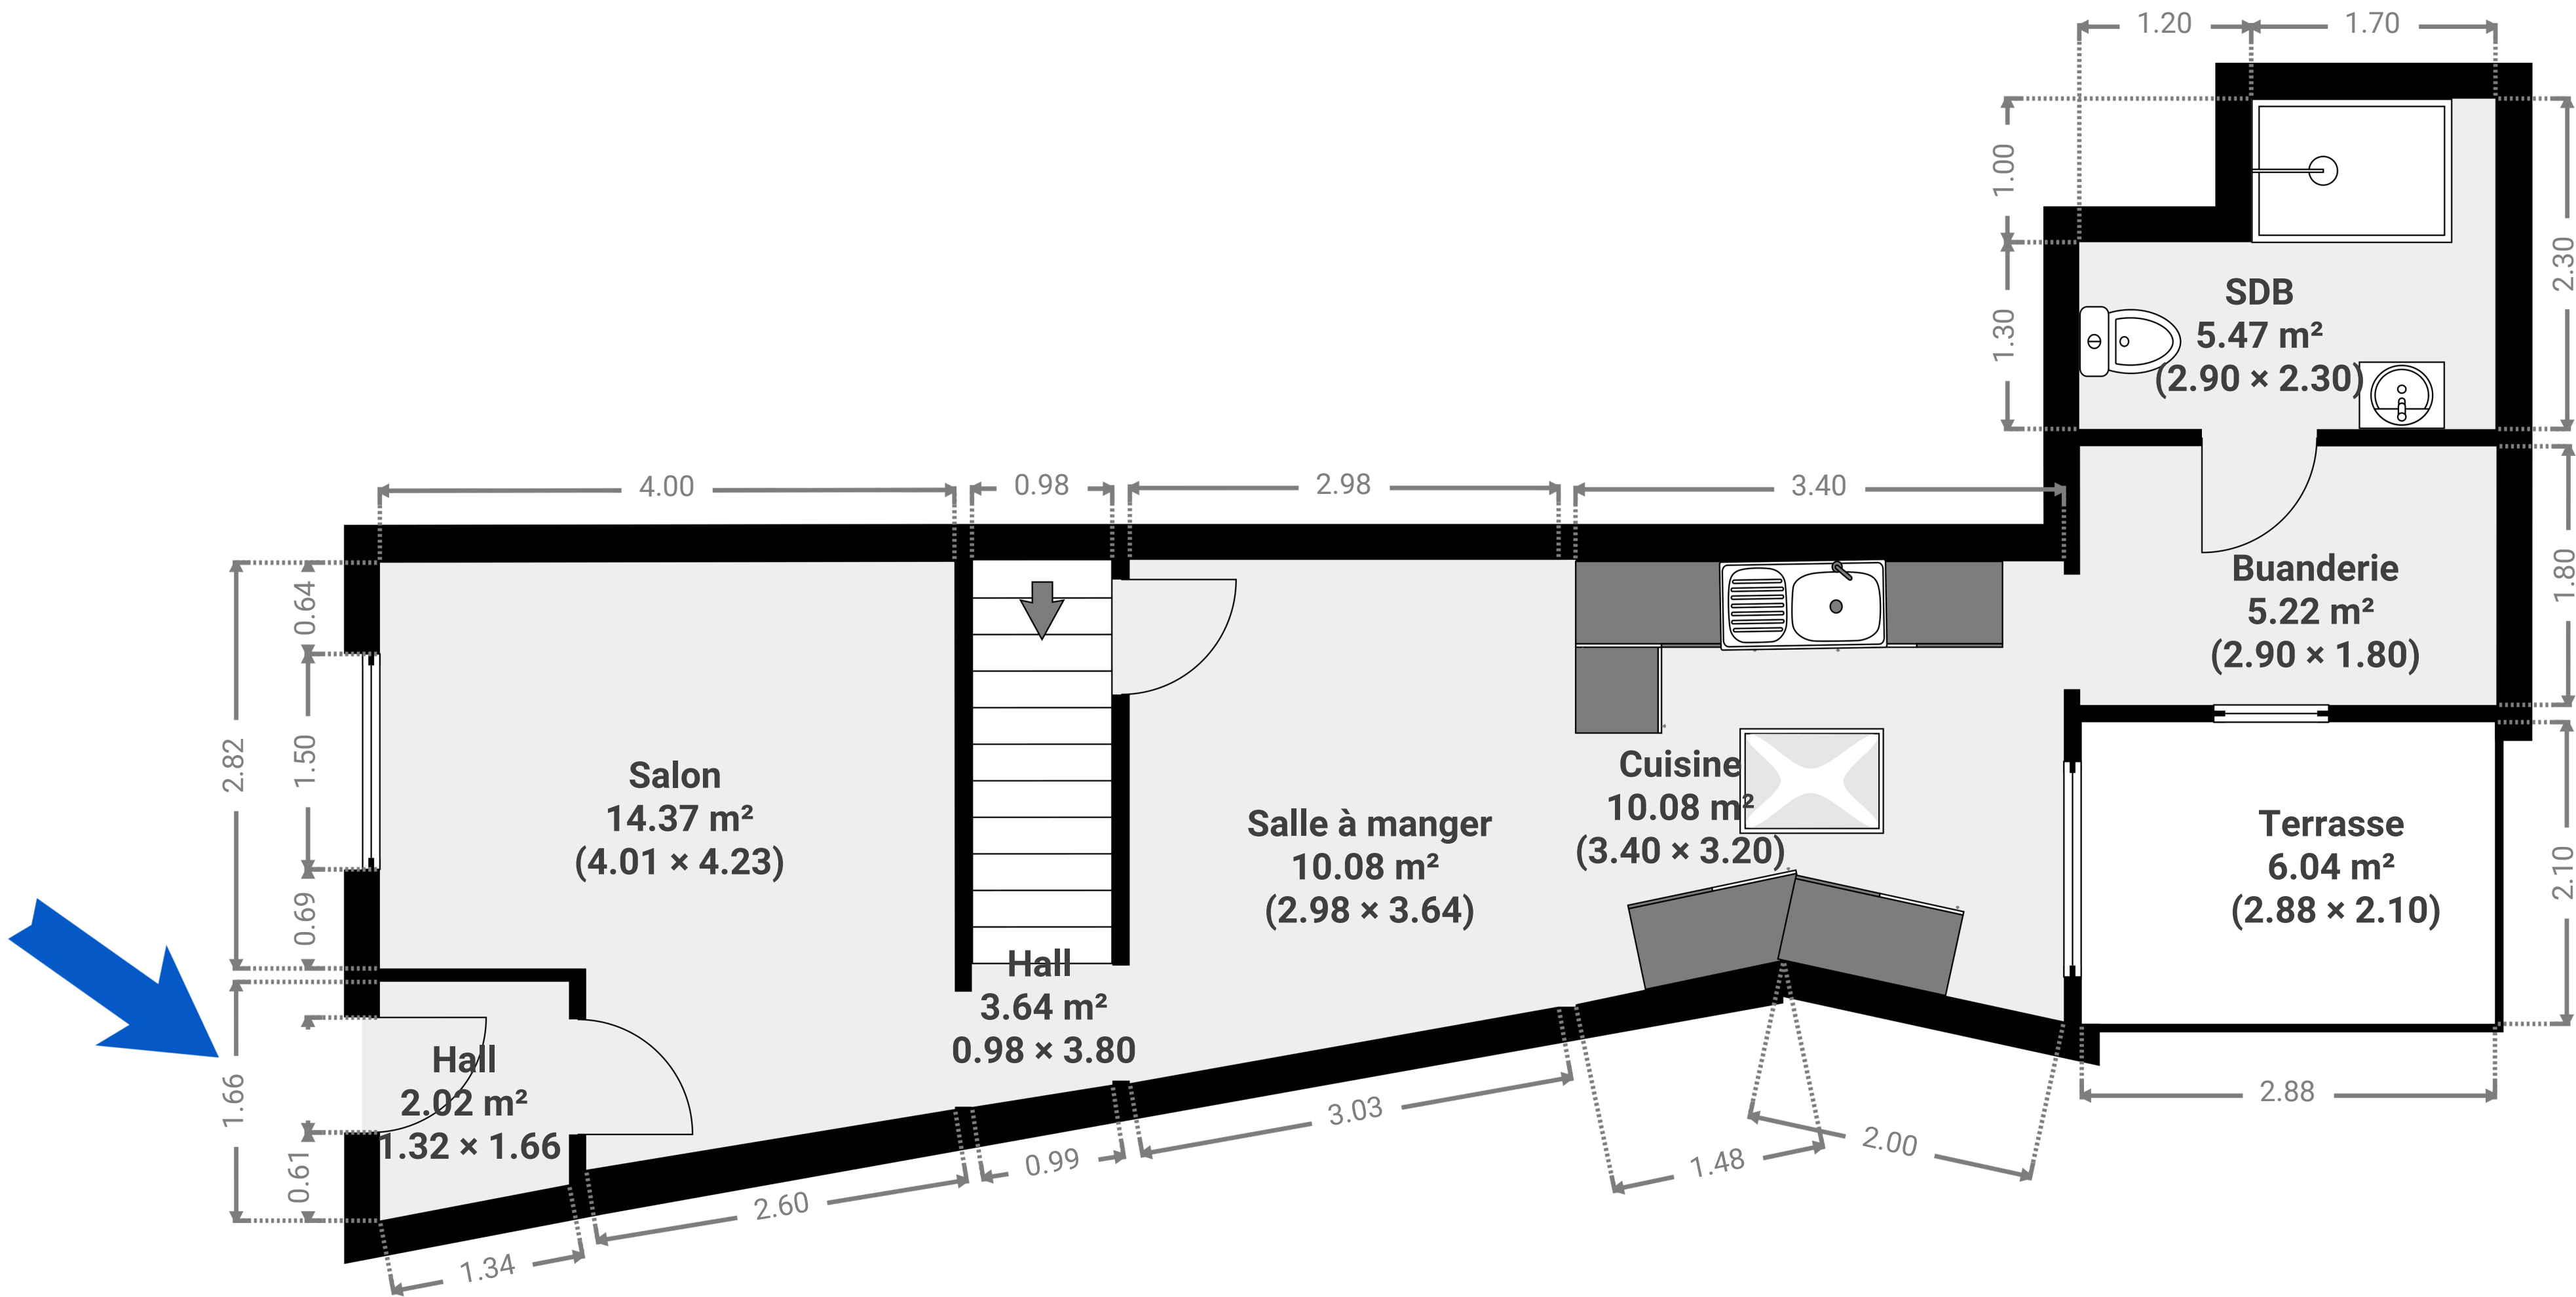 1.20
1.70
1.00
1.30
2.30
SDB
5.47 m²
(2.90 × 2.30)
4.00
0.98
2.98
3.40
1.80
Buanderie
5.22 m²
(2.90 × 1.80)
2.82
0.64
1.50
0.69
Salon
14.37 m²
(4.01 × 4.23)
Salle à manger
10.08 m²
(2.98 × 3.64)
Cuisine
10.08 m²
(3.40 × 3.20)
Terrasse
6.04 m²
(2.88 × 2.10)
2.10
Hall
3.64 m²
0.98 × 3.80
Hall
2.02 m²
1.32 × 1.66
1.66
0.61
1.34
2.60
0.99
3.03
1.48
2.00
2.88